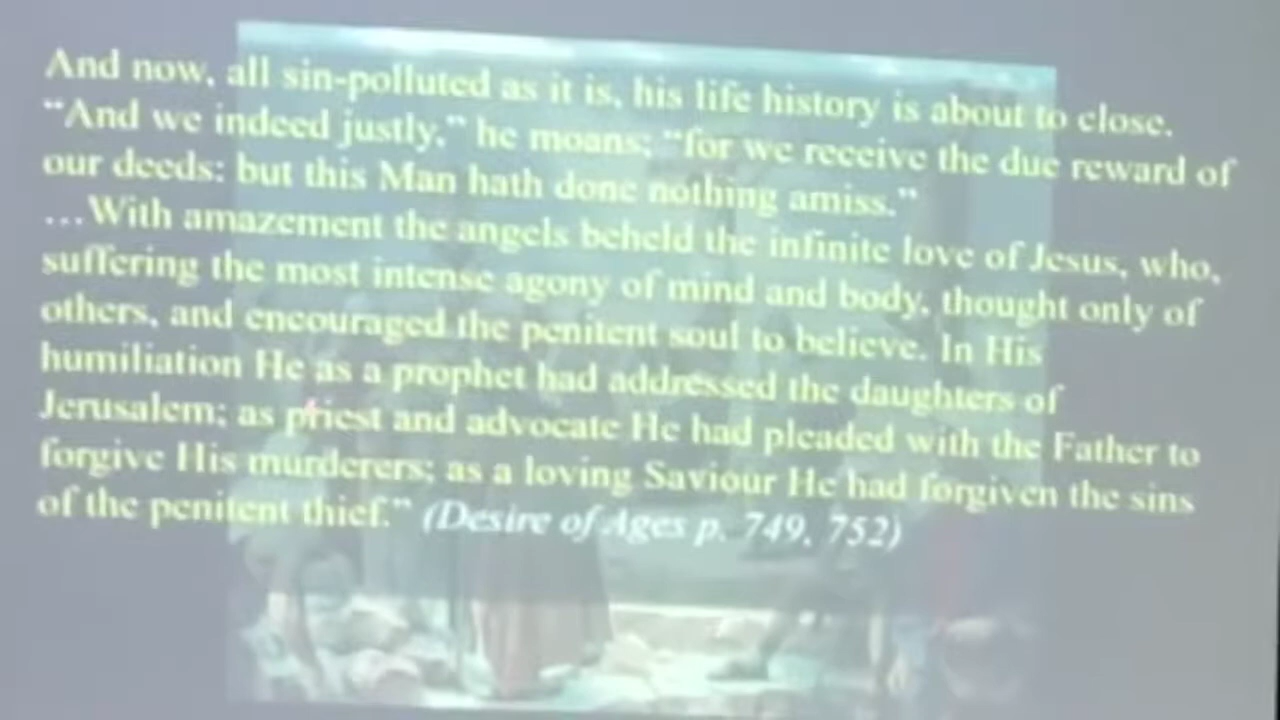 And now, all sin-polluted as it is, his life history is about to close.
“And we indeed justly,” he moans; “for we receive the due reward of
our deeds: but this Man hath done nothing amiss.”
…With amazement the angels beheld the infinite love of Jesus, who,
suffering the most intense agony of mind and body, thought only of
others, and encouraged the penitent soul to believe. In His
humiliation He as a prophet had addressed the daughters of
Jerusalem; as priest and advocate He had pleaded with the Father to
forgive His murderers; as a loving Saviour He had forgiven the sins
of the penitent thief.” (Desire of Ages p. 749, 752)